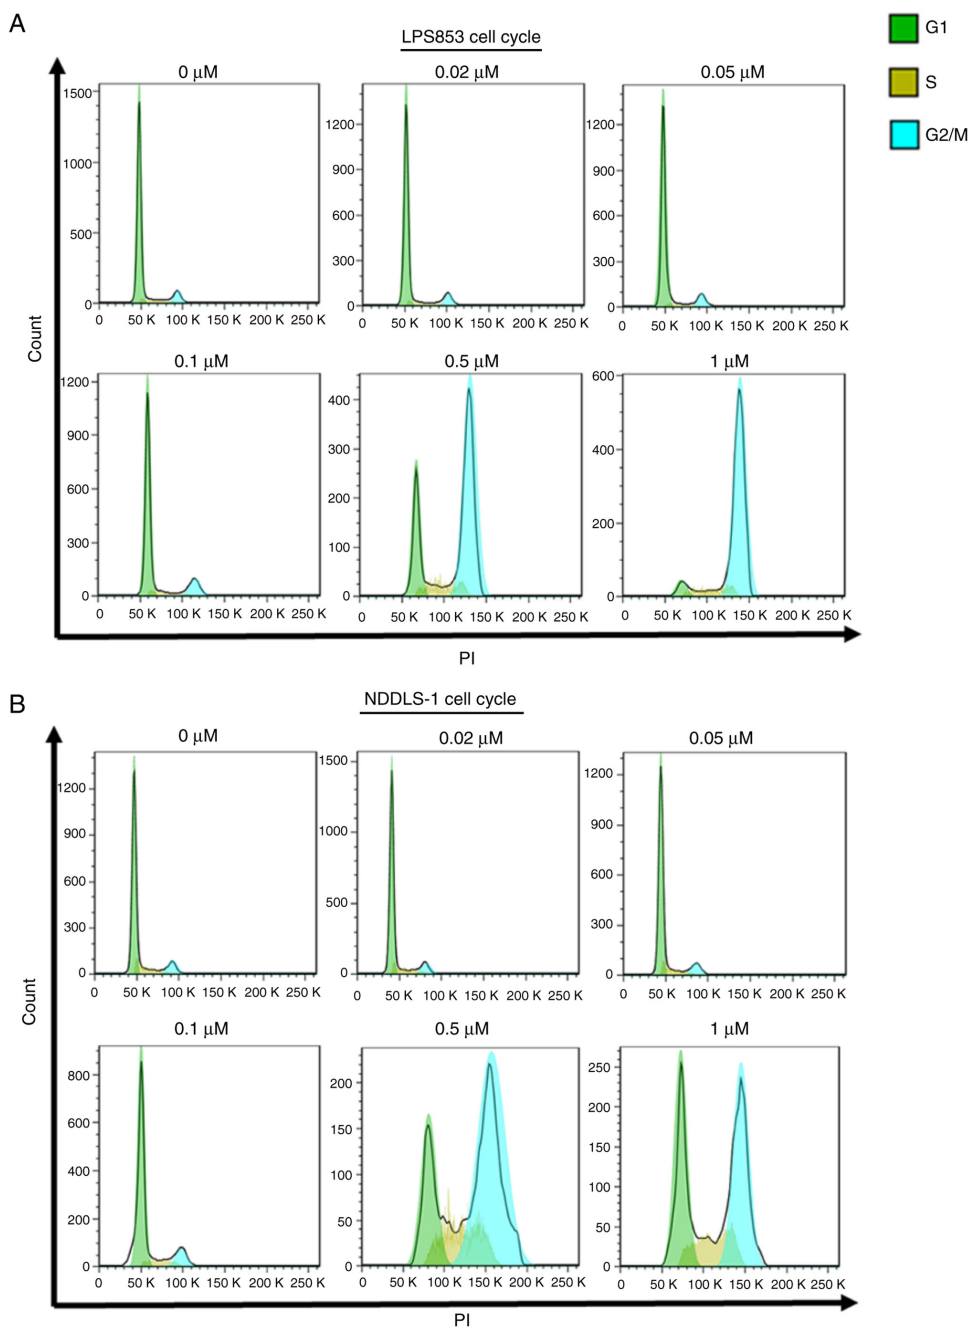 A
LPS853 cell cycle
G1
S
G2/M
0 µM
0.02 µM
0.05 µM
1500
1000
500
0
0 50 K 100 K 150 K 200 K 250 K
1200
900
600
300
0
0 50 K 100 K 150 K 200 K 250 K
1200
900
600
300
0
0 50 K 100 K 150 K 200 K 250 K
Count
0.1 µM
0.5 µM
1 µM
1200
900
600
300
0
0 50 K 100 K 150 K 200 K 250 K
400
300
200
100
0
0 50 K 100 K 150 K 200 K 250 K
600
400
200
0
0 50 K 100 K 150 K 200 K 250 K
PI
B
NDDLS-1 cell cycle
0 µM
0.02 µM
0.05 µM
1200
900
600
300
0
0 50 K 100 K 150 K 200 K 250 K
1500
1000
500
0
0 50 K 100 K 150 K 200 K 250 K
1200
900
600
300
0
0 50 K 100 K 150 K 200 K 250 K
Count
0.1 µM
0.5 µM
1 µM
800
600
400
200
0
0 50 K 100 K 150 K 200 K 250 K
200
150
100
50
0
0 50 K 100 K 150 K 200 K 250 K
250
200
150
100
50
0
0 50 K 100 K 150 K 200 K 250 K
PI